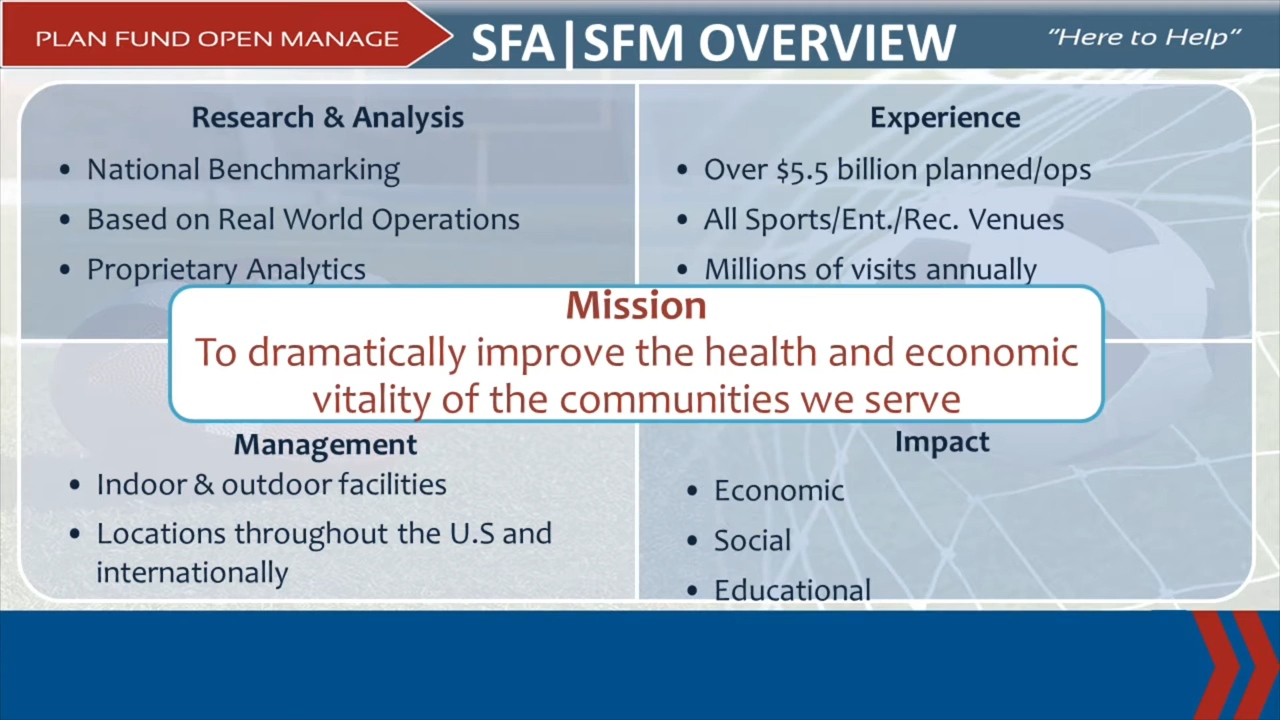 PLAN FUND OPEN MANAGE
SFA|SFM OVERVIEW
"Here to Help"
Research & Analysis
• National Benchmarking
• Based on Real World Operations
• Proprietary Analytics
Experience
• Over $5.5 billion planned/ops
• All Sports/Ent./Rec. Venues
• Millions of visits annually
Mission
To dramatically improve the health and economic
vitality of the communities we serve
Management
• Indoor & outdoor facilities
• Locations throughout the U.S and
internationally
Impact
• Economic
• Social
• Educational